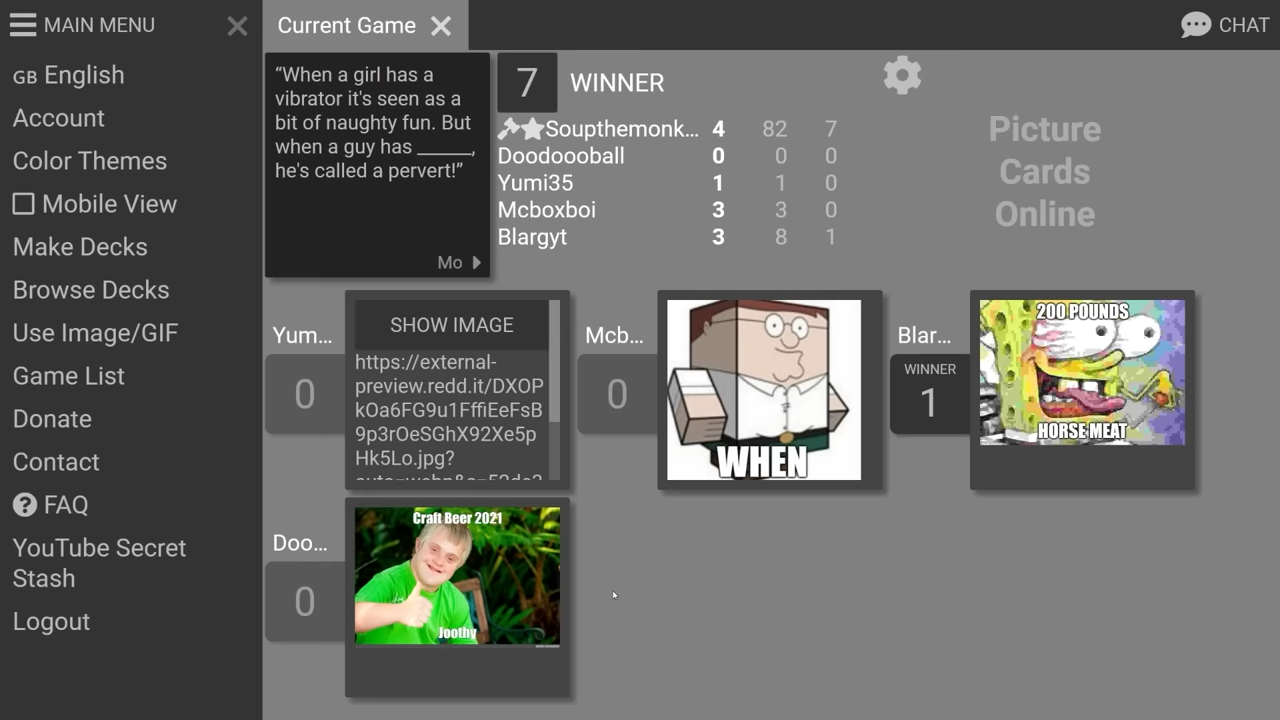 MAIN MENU
Current Game
CHAT
GB English
Account
Color Themes
Mobile View
Make Decks
Browse Decks
Use Image/GIF
Game List
Donate
Contact
FAQ
YouTube Secret
Stash
Logout
“When a girl has a
vibrator it's seen as a
bit of naughty fun. But
when a guy has ______,
he's called a pervert!”
Mo
7 WINNER
Soupthemonk... 4 82 7
Doodoooball 0 0 0
Yumi35 1 1 0
Mcboxboi 3 3 0
Blargyt 3 8 1
Picture
Cards
Online
Yum...
0
SHOW IMAGE
https://external-
preview.redd.it/DXOP
kOa6FG9u1FffiEeFsB
9p3rOeSGhX92Xe5p
Hk5Lo.jpg?
Mcb...
0
WHEN
Blar...
WINNER
1
200 POUNDS
HORSE MEAT
Doo...
0
Craft Beer 2021
Joothy